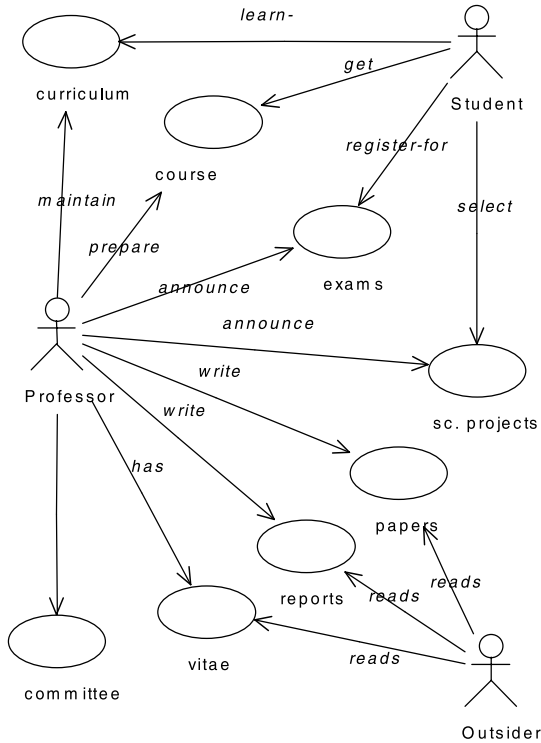 learn-
get
curriculum
Student
register-for
course
maintain
select
prepare
exams
announce
announce
write
Professor
write
sc. projects
has
papers
reads
reads
reports
reads
vitae
committee
Outsider